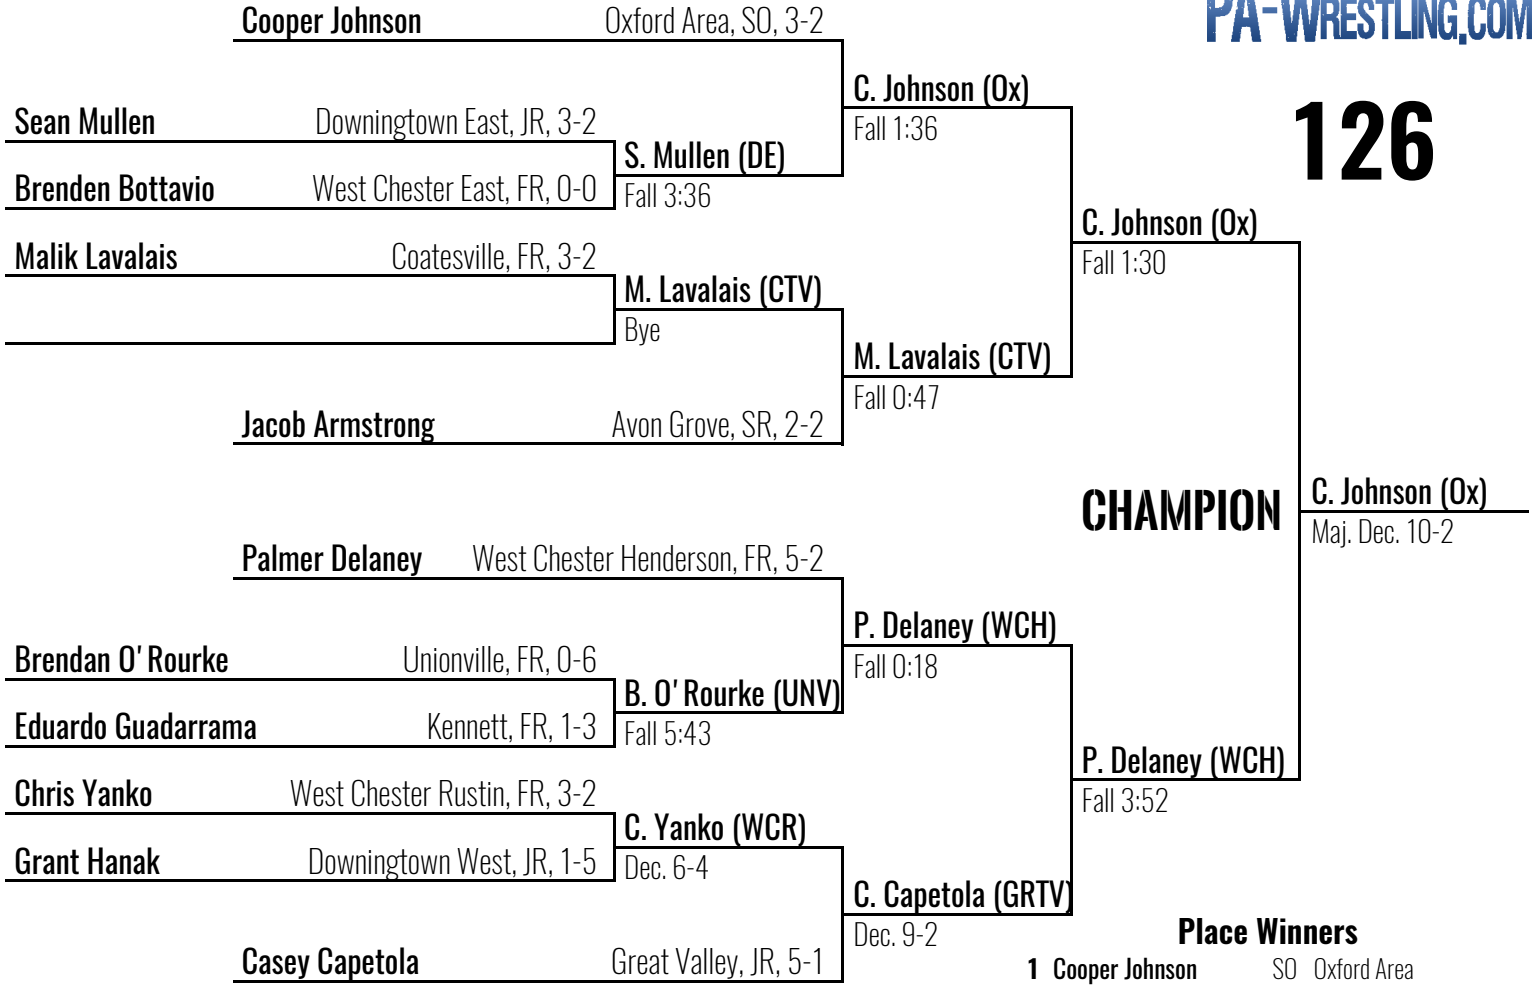 Cooper Johnson Oxford Area, SO, 3-2
PA-WRESTLING.COM
C. Johnson (Ox)
Fall 1:36
126
Sean Mullen Downingtown East, JR, 3-2
S. Mullen (DE)
Fall 3:36
Brenden Bottavio West Chester East, FR, 0-0
C. Johnson (Ox)
Fall 1:30
Malik Lavalais Coatesville, FR, 3-2
M. Lavalais (CTV)
Bye
M. Lavalais (CTV)
Fall 0:47
Jacob Armstrong Avon Grove, SR, 2-2
CHAMPION
C. Johnson (Ox)
Maj. Dec. 10-2
Palmer Delaney West Chester Henderson, FR, 5-2
P. Delaney (WCH)
Fall 0:18
Brendan O'Rourke Unionville, FR, 0-6
B. O'Rourke (UNV)
Fall 5:43
Eduardo Guadarrama Kennett, FR, 1-3
P. Delaney (WCH)
Fall 3:52
Chris Yanko West Chester Rustin, FR, 3-2
C. Yanko (WCR)
Dec. 6-4
Grant Hanak Downingtown West, JR, 1-5
C. Capetola (GRTV)
Dec. 9-2
Casey Capetola Great Valley, JR, 5-1
Place Winners
1 Cooper Johnson SO Oxford Area